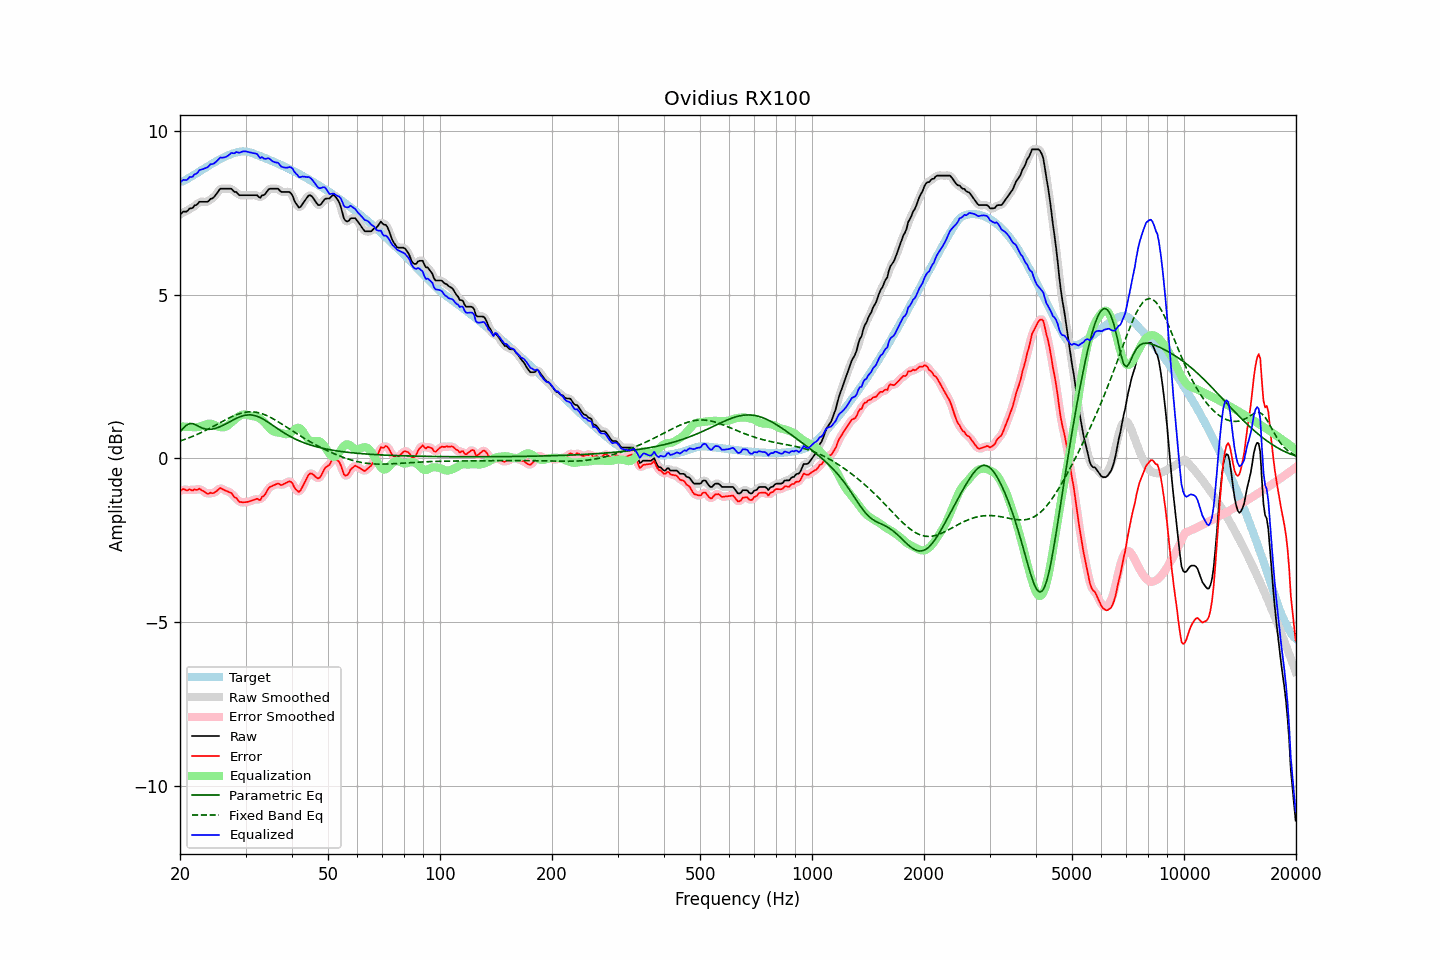 Ovidius RX100
Amplitude (dBr)
10
5
0
−5
−10
Target
Raw Smoothed
Error Smoothed
Raw
Error
Equalization
Parametric Eq
Fixed Band Eq
Equalized
20 50 100 200 500 1000 2000 5000 10000 20000
Frequency (Hz)